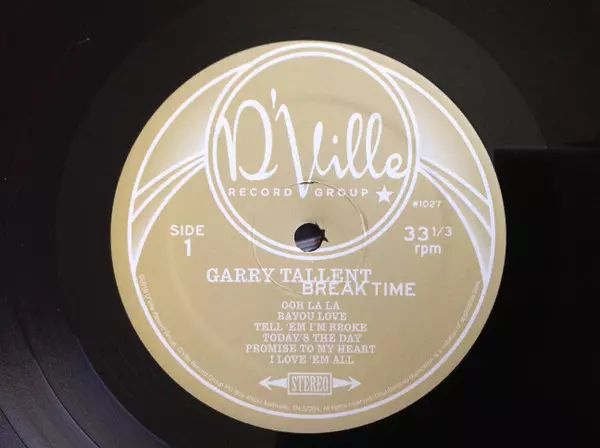 D'Ville
RECORD GROUP
#1027
SIDE
1
33 1/3
rpm
GARRY TALLENT
BREAK TIME
OOH LA LA
BAYOU LOVE
TELL 'EM I'M BROKE
TODAY'S THE DAY
PROMISE TO MY HEART
I LOVE 'EM ALL
STEREO